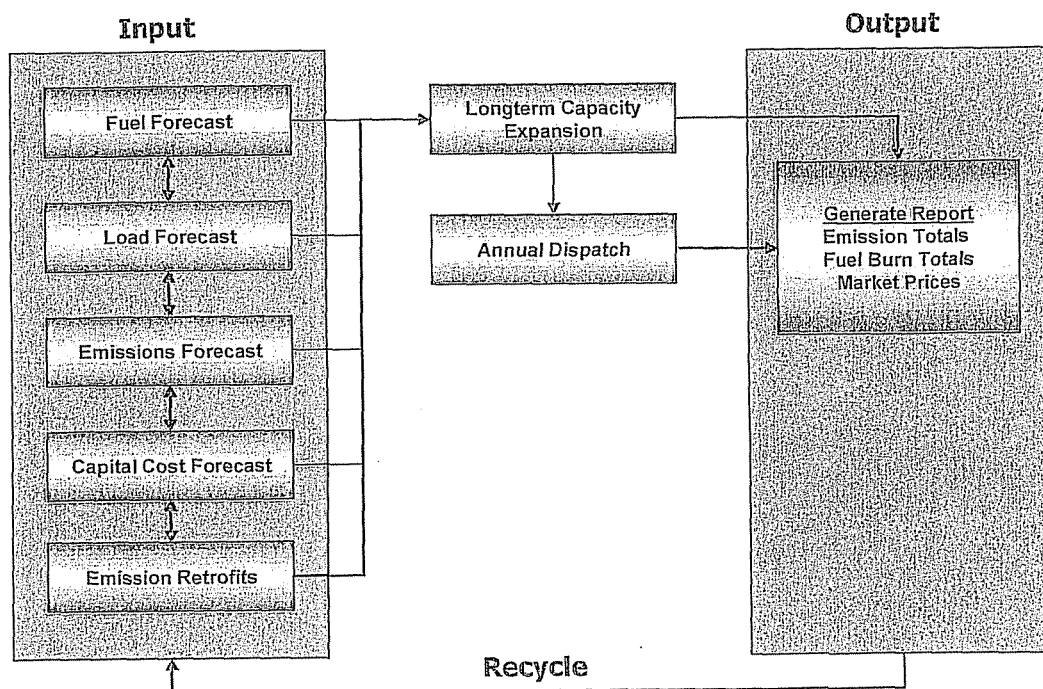 Input
Output
Fuel Forecast
Load Forecast
Emissions Forecast
Capital Cost Forecast
Emission Retrofits
Longterm Capacity
Expansion
Annual Dispatch
Generate Report
Emission Totals
Fuel Burn Totals
Market Prices
Recycle